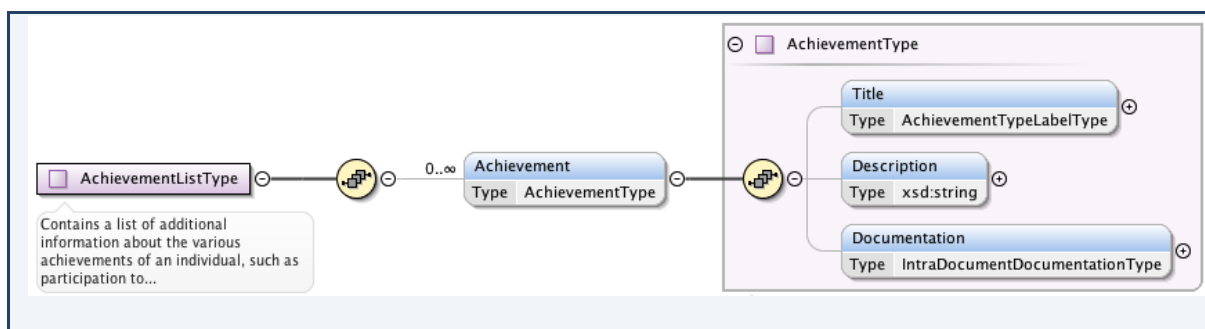 AchievementType
Title
Type AchievementTypeLabelType
AchievementListType
0..∞
Achievement
Type AchievementType
Description
Type xsd:string
Contains a list of additional
information about the various
achievements of an individual, such as
participation to...
Documentation
Type IntraDocumentDocumentationType